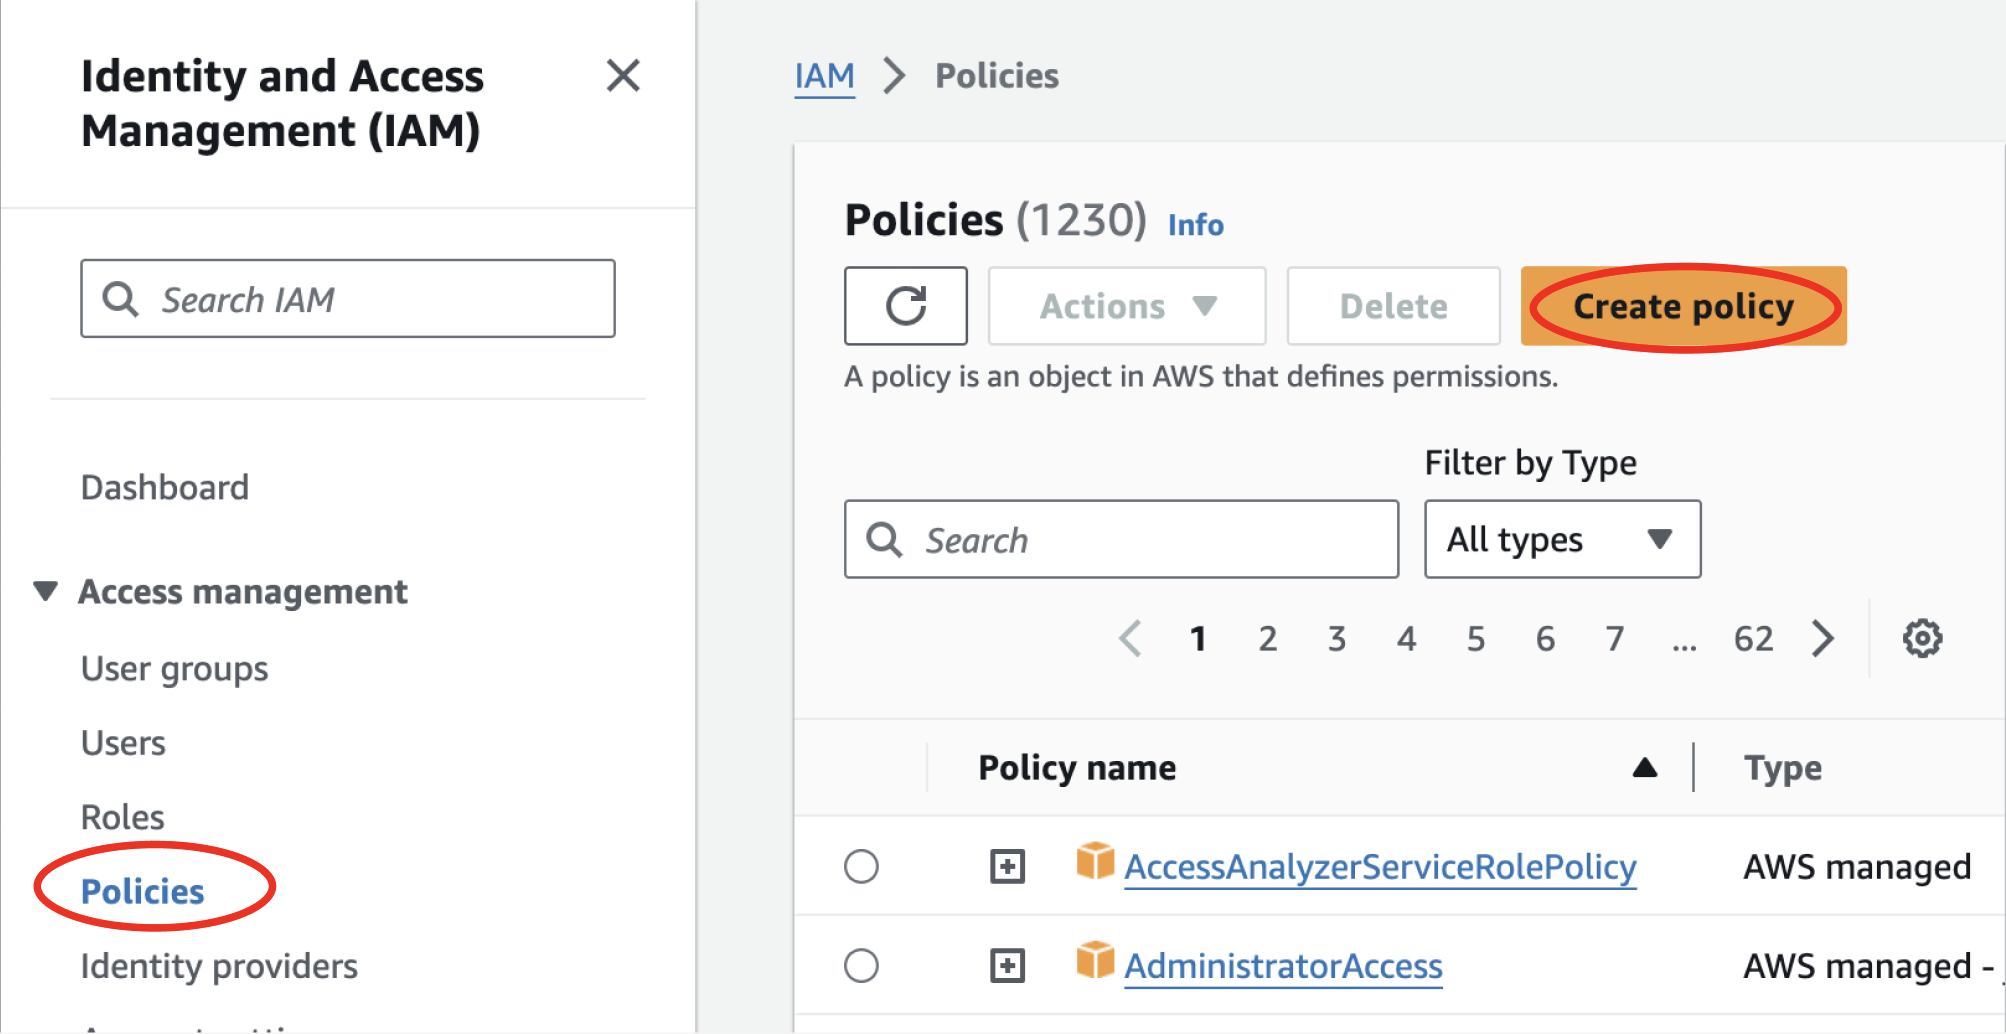 Identity and Access
Management (IAM)
Search IAM
Dashboard
Access management
User groups
Users
Roles
Policies
Identity providers
IAM > Policies
Policies (1230) Info
Actions
Delete
Create policy
A policy is an object in AWS that defines permissions.
Filter by Type
Search
All types
1 2 3 4 5 6 7 ... 62
Policy name
Type
AccessAnalyzerServiceRolePolicy
AWS managed
AdministratorAccess
AWS managed -